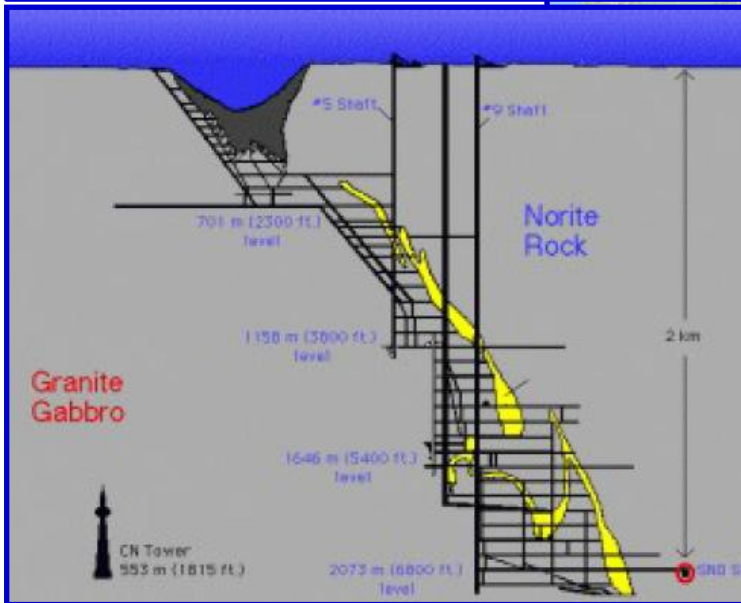 #5 Shaft
#9 Shaft
701 m (2300 ft.)
level
Norite
Rock
1158 m (3800 ft.)
level
2 km
Granite
Gabbro
1646 m (5400 ft.)
level
CN Tower
553 m (1815 ft.)
2073 m (6800 ft.)
level
SNO